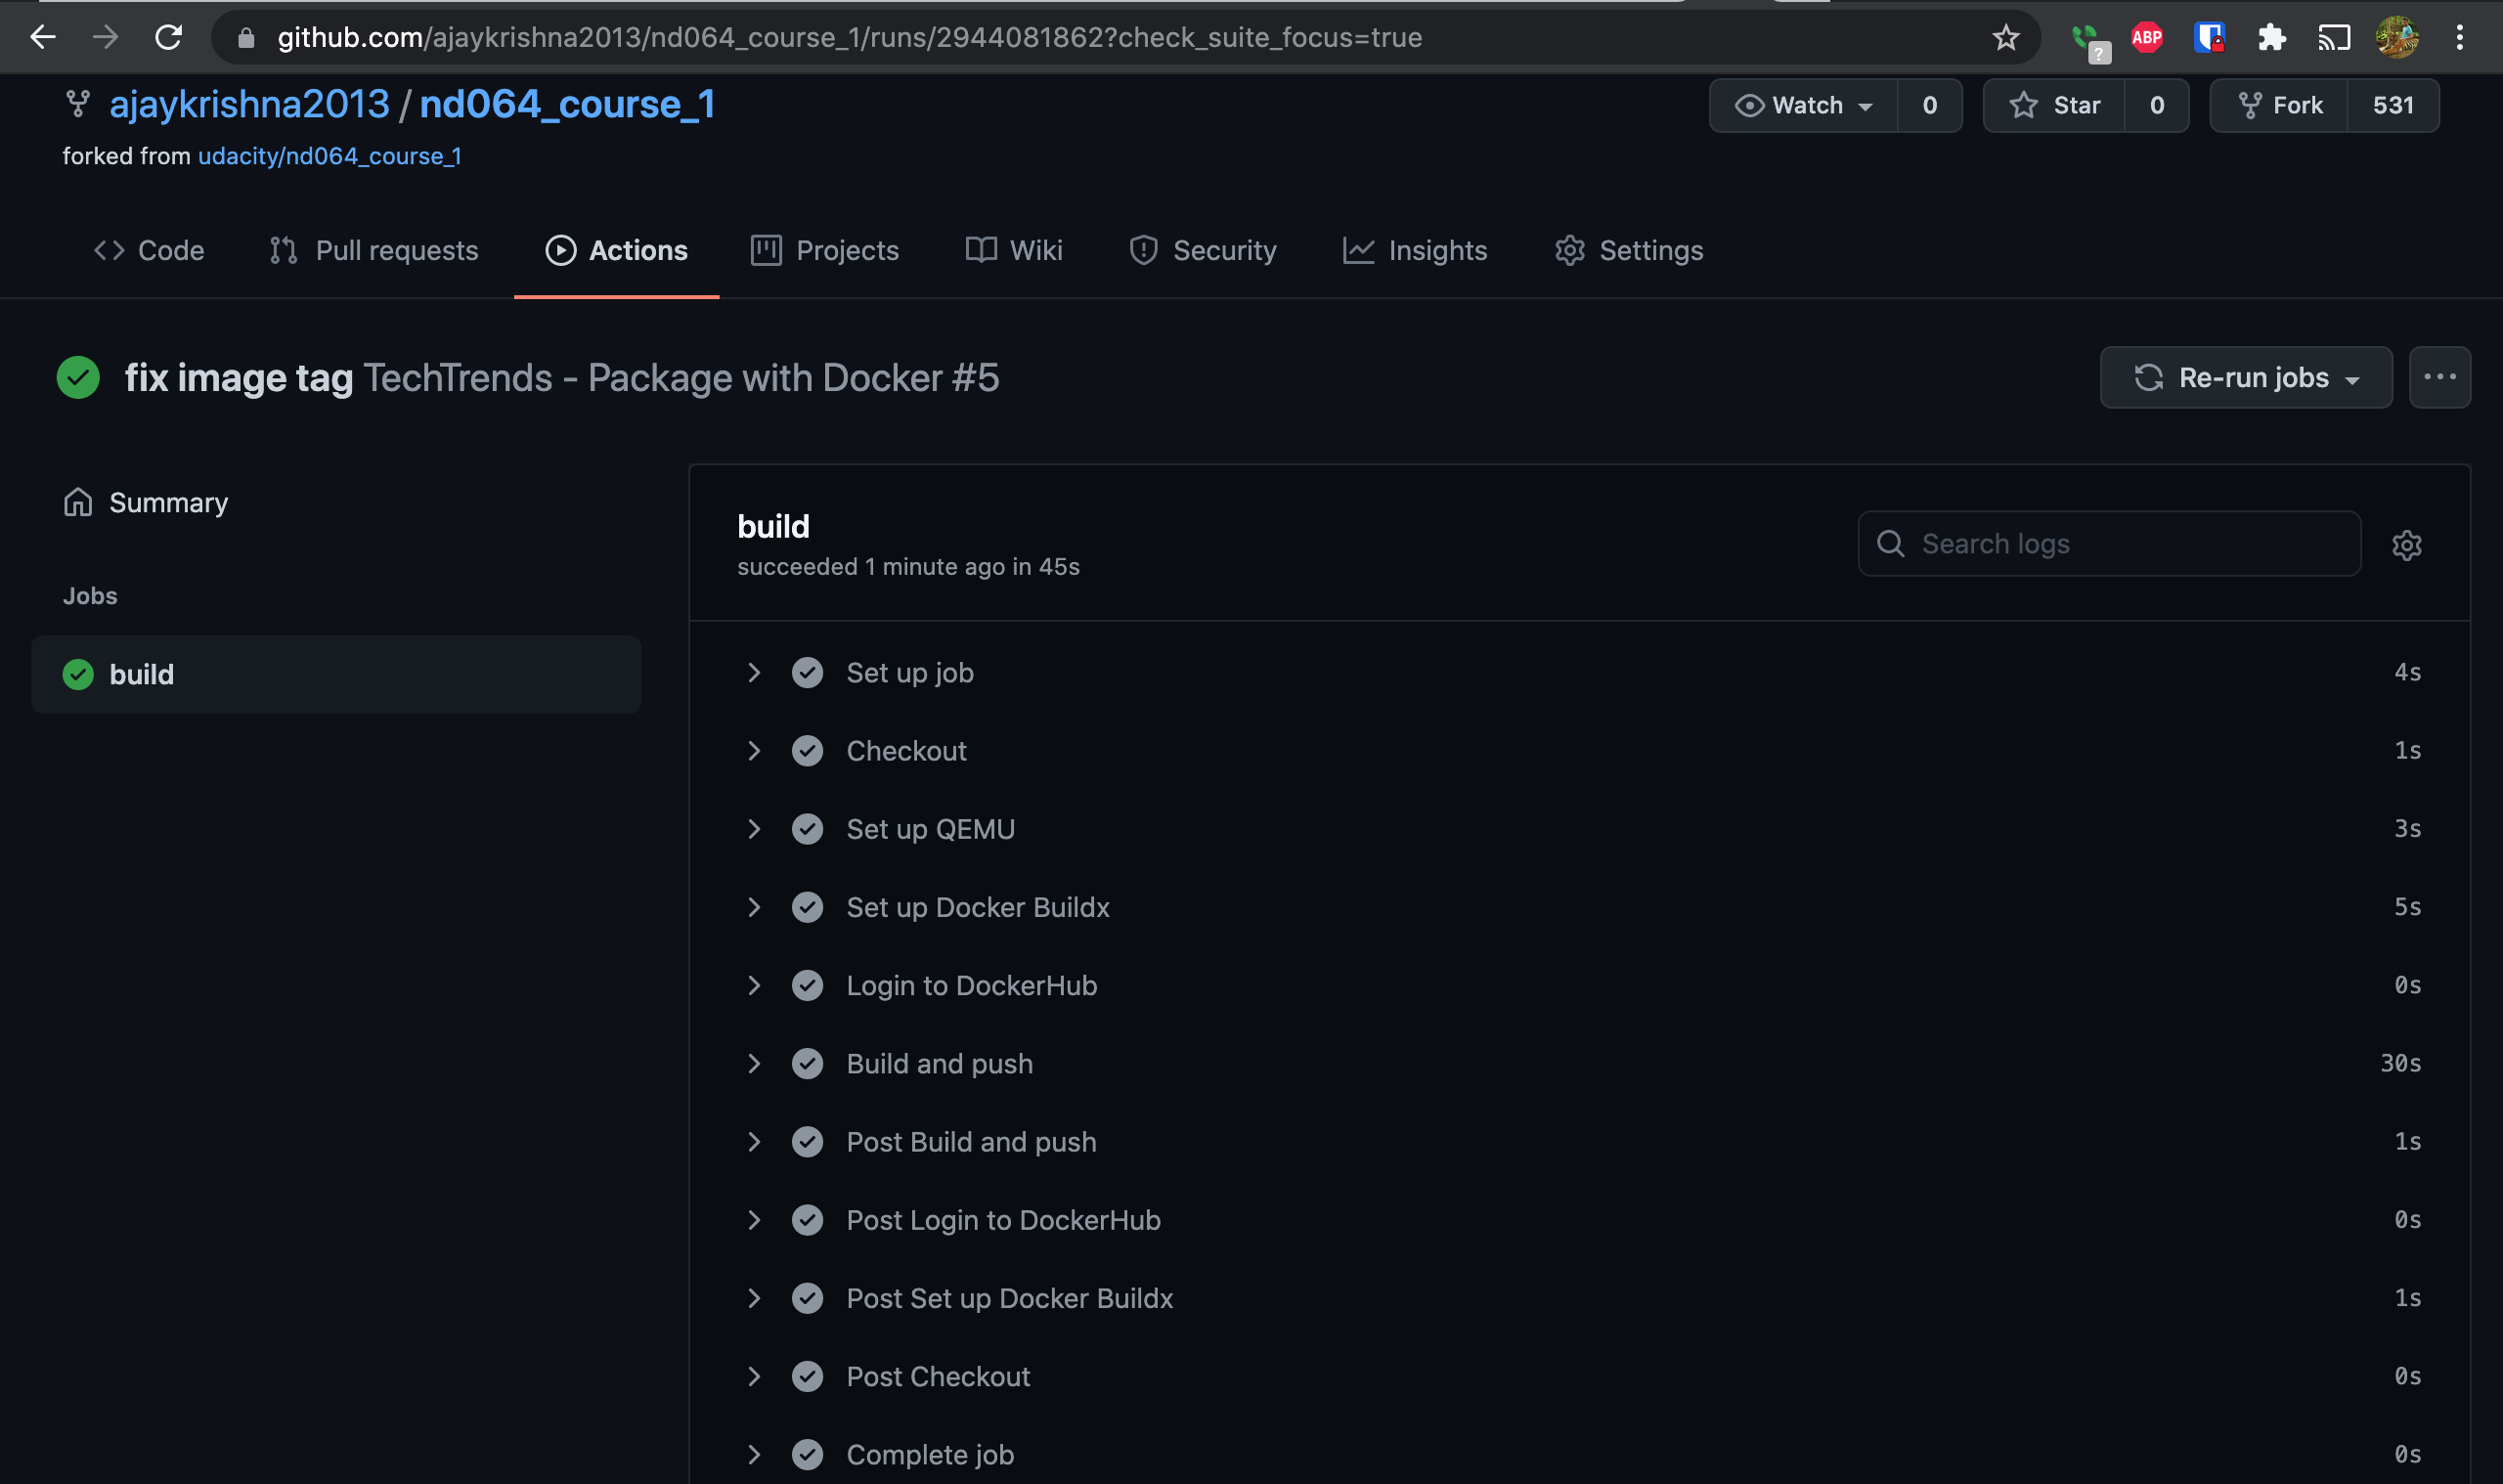 github.com/ajaykrishna2013/nd064_course_1/runs/2944081862?check_suite_focus=true
?
ABP
ajaykrishna2013 / nd064_course_1
Watch 0
Star 0
Fork 531
forked from udacity/nd064_course_1
Code
Pull requests
Actions
Projects
Wiki
Security
Insights
Settings
fix image tag TechTrends - Package with Docker #5
Re-run jobs
Summary
Jobs
build
build
succeeded 1 minute ago in 45s
Search logs
Set up job 4s
Checkout 1s
Set up QEMU 3s
Set up Docker Buildx 5s
Login to DockerHub 0s
Build and push 30s
Post Build and push 1s
Post Login to DockerHub 0s
Post Set up Docker Buildx 1s
Post Checkout 0s
Complete job 0s